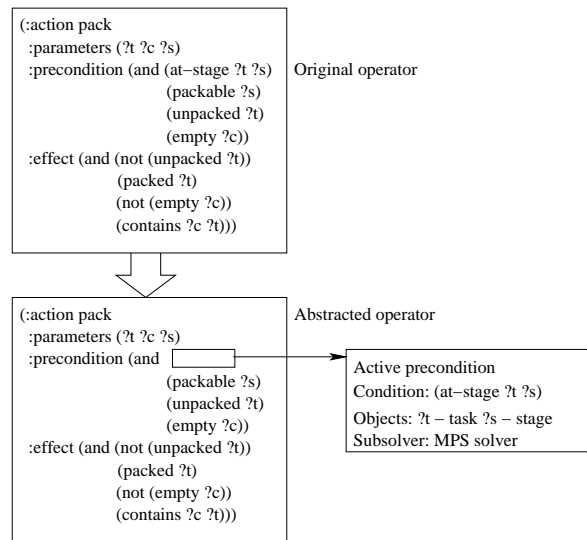 (:action pack
:parameters (?t ?c ?s)
:precondition (and (at−stage ?t ?s)
(packable ?s)
(unpacked ?t)
(empty ?c))
:effect (and (not (unpacked ?t))
(packed ?t)
(not (empty ?c))
(contains ?c ?t)))
Original operator
(:action pack
:parameters (?t ?c ?s)
:precondition (and
(packable ?s)
(unpacked ?t)
(empty ?c))
:effect (and (not (unpacked ?t))
(packed ?t)
(not (empty ?c))
(contains ?c ?t)))
Abstracted operator
Active precondition
Condition: (at−stage ?t ?s)
Objects: ?t − task ?s − stage
Subsolver: MPS solver